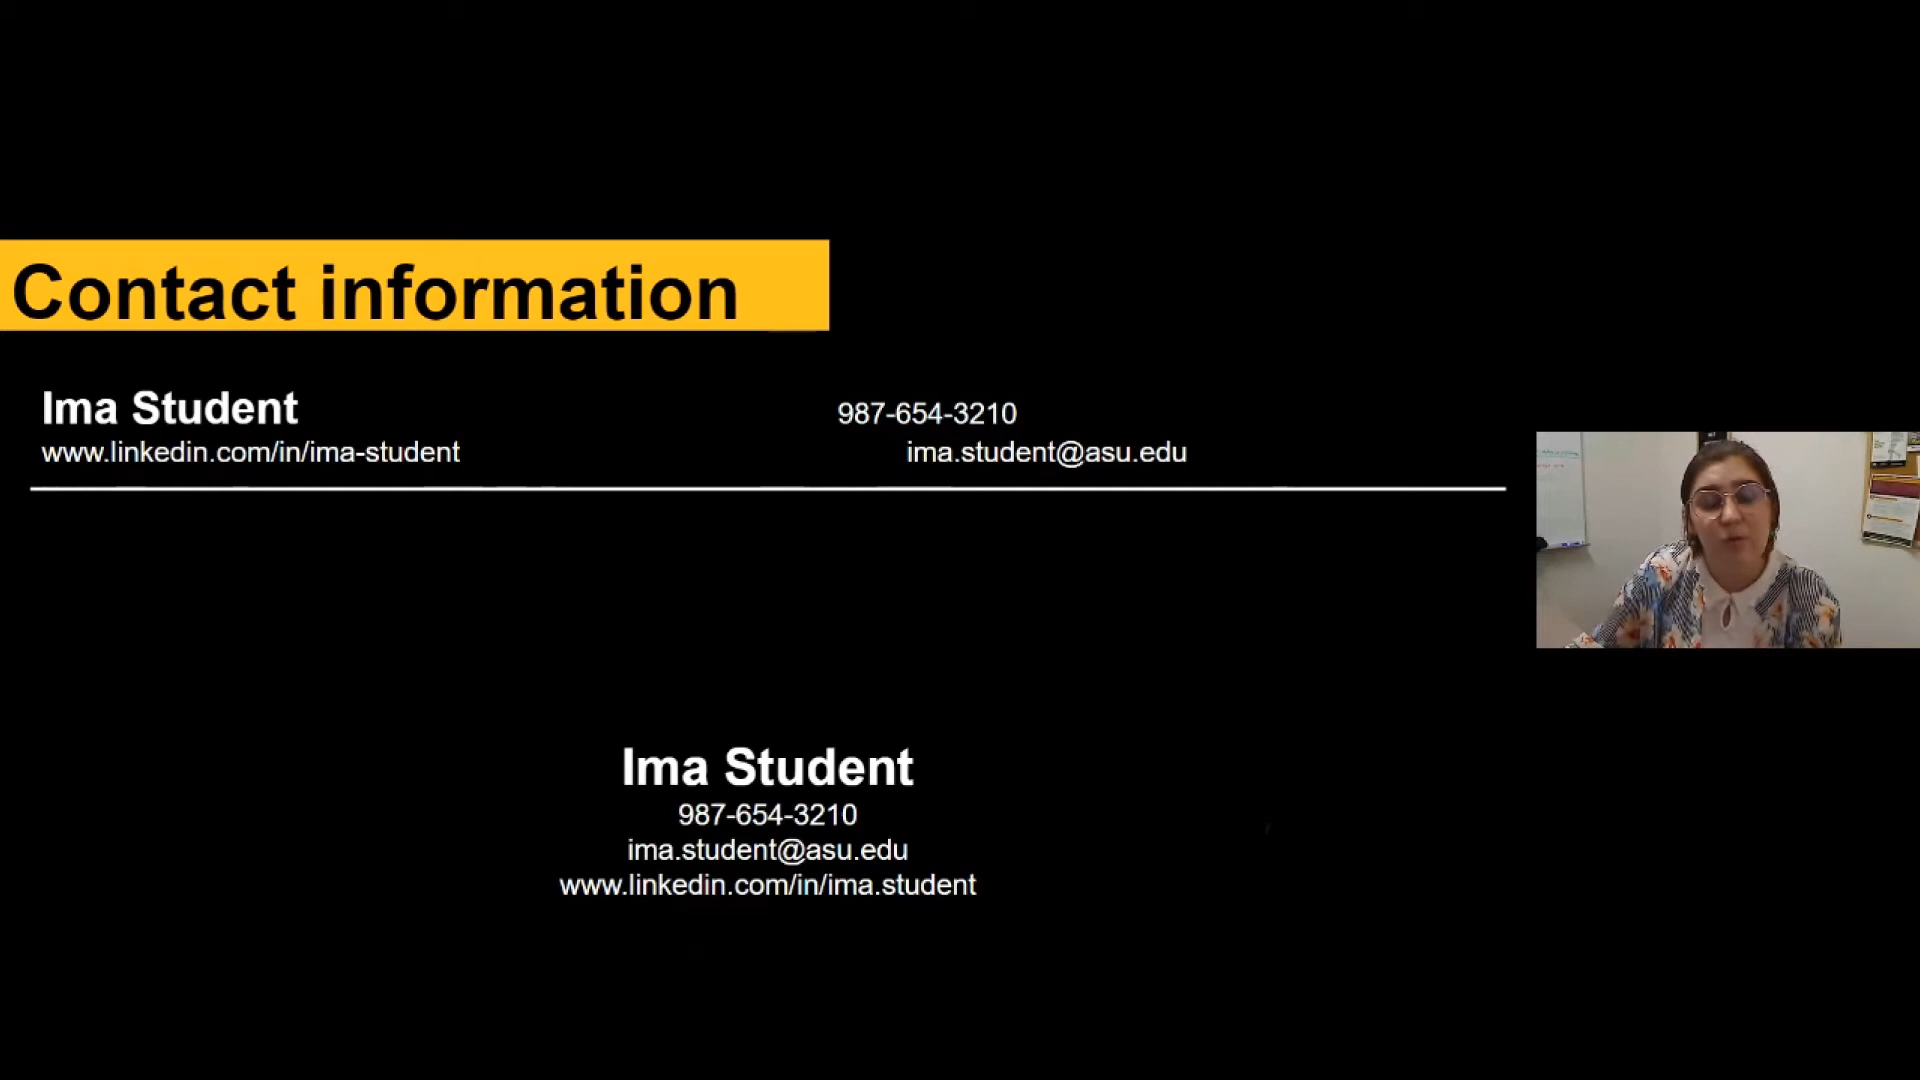 Contact information
Ima Student 987-654-3210
www.linkedin.com/in/ima-student ima.student@asu.edu
Ima Student
987-654-3210
ima.student@asu.edu
www.linkedin.com/in/ima.student